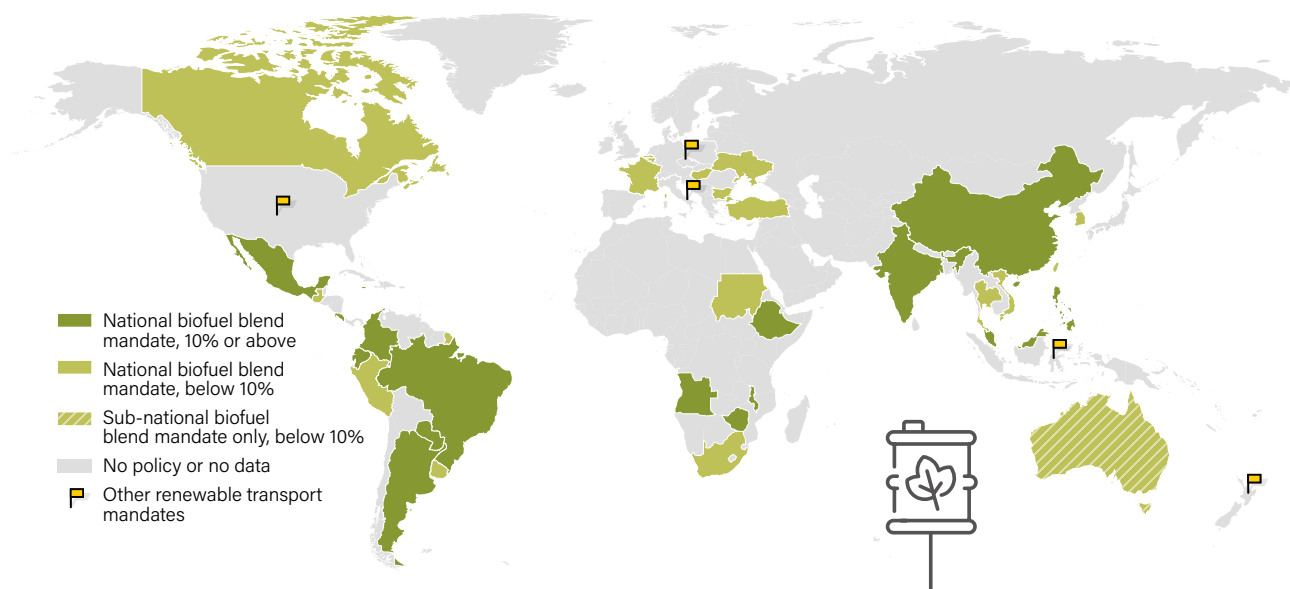 National biofuel blend
mandate, 10% or above
National biofuel blend
mandate, below 10%
Sub-national biofuel
blend mandate only, below 10%
No policy or no data
Other renewable transport
mandates